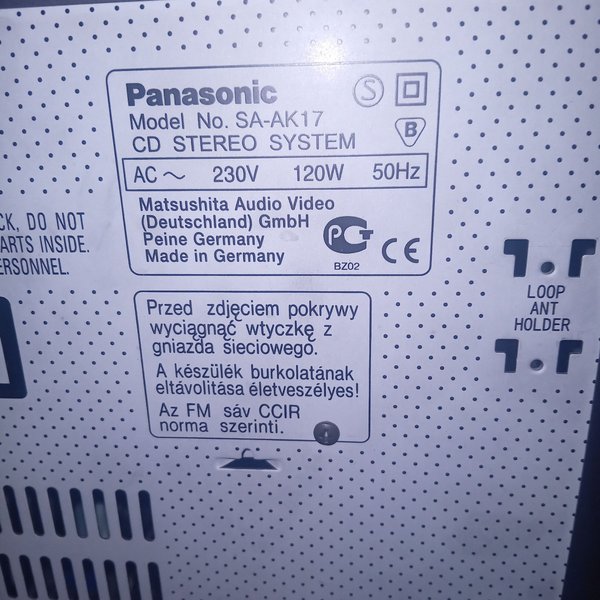 Panasonic
S
Model No. SA-AK17
B
CD STEREO SYSTEM
AC ~ 230V 120W 50Hz
Matsushita Audio Video
(Deutschland) GmbH
Peine Germany
Made in Germany
PCT
BZ02
CE
CK, DO NOT
ARTS INSIDE.
ERSONNEL.
LOOP
ANT
HOLDER
Przed zdjęciem pokrywy
wyciągnąć wtyczkę z
gniazda sieciowego.
A készülék burkolatának
eltávolitása életveszélyes!
Az FM sáv CCIR
norma szerinti.